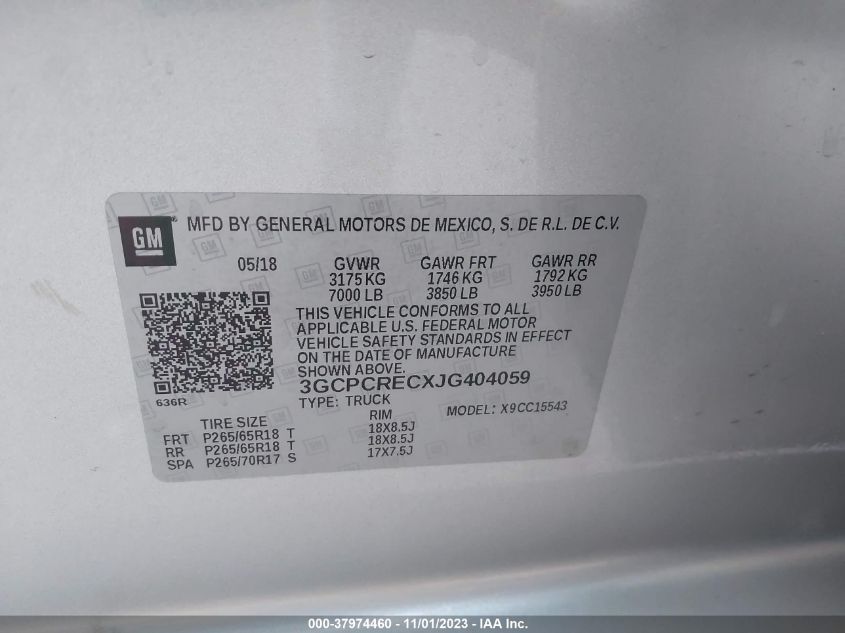 GM ® MFD BY GENERAL MOTORS DE MEXICO, S. DE R.L. DE C.V.
05/18 GVWR GAWR FRT GAWR RR
3175 KG 1746 KG 1792 KG
7000 LB 3850 LB 3950 LB
THIS VEHICLE CONFORMS TO ALL
APPLICABLE U.S. FEDERAL MOTOR
VEHICLE SAFETY STANDARDS IN EFFECT
ON THE DATE OF MANUFACTURE
SHOWN ABOVE.
3GCPCRECXJG404059
636R TYPE: TRUCK MODEL: X9CC15543
TIRE SIZE RIM
FRT P265/65R18 T 18X8.5J
RR P265/65R18 T 18X8.5J
SPA P265/70R17 S 17X7.5J
000-37974460 - 11/01/2023 - IAA Inc.